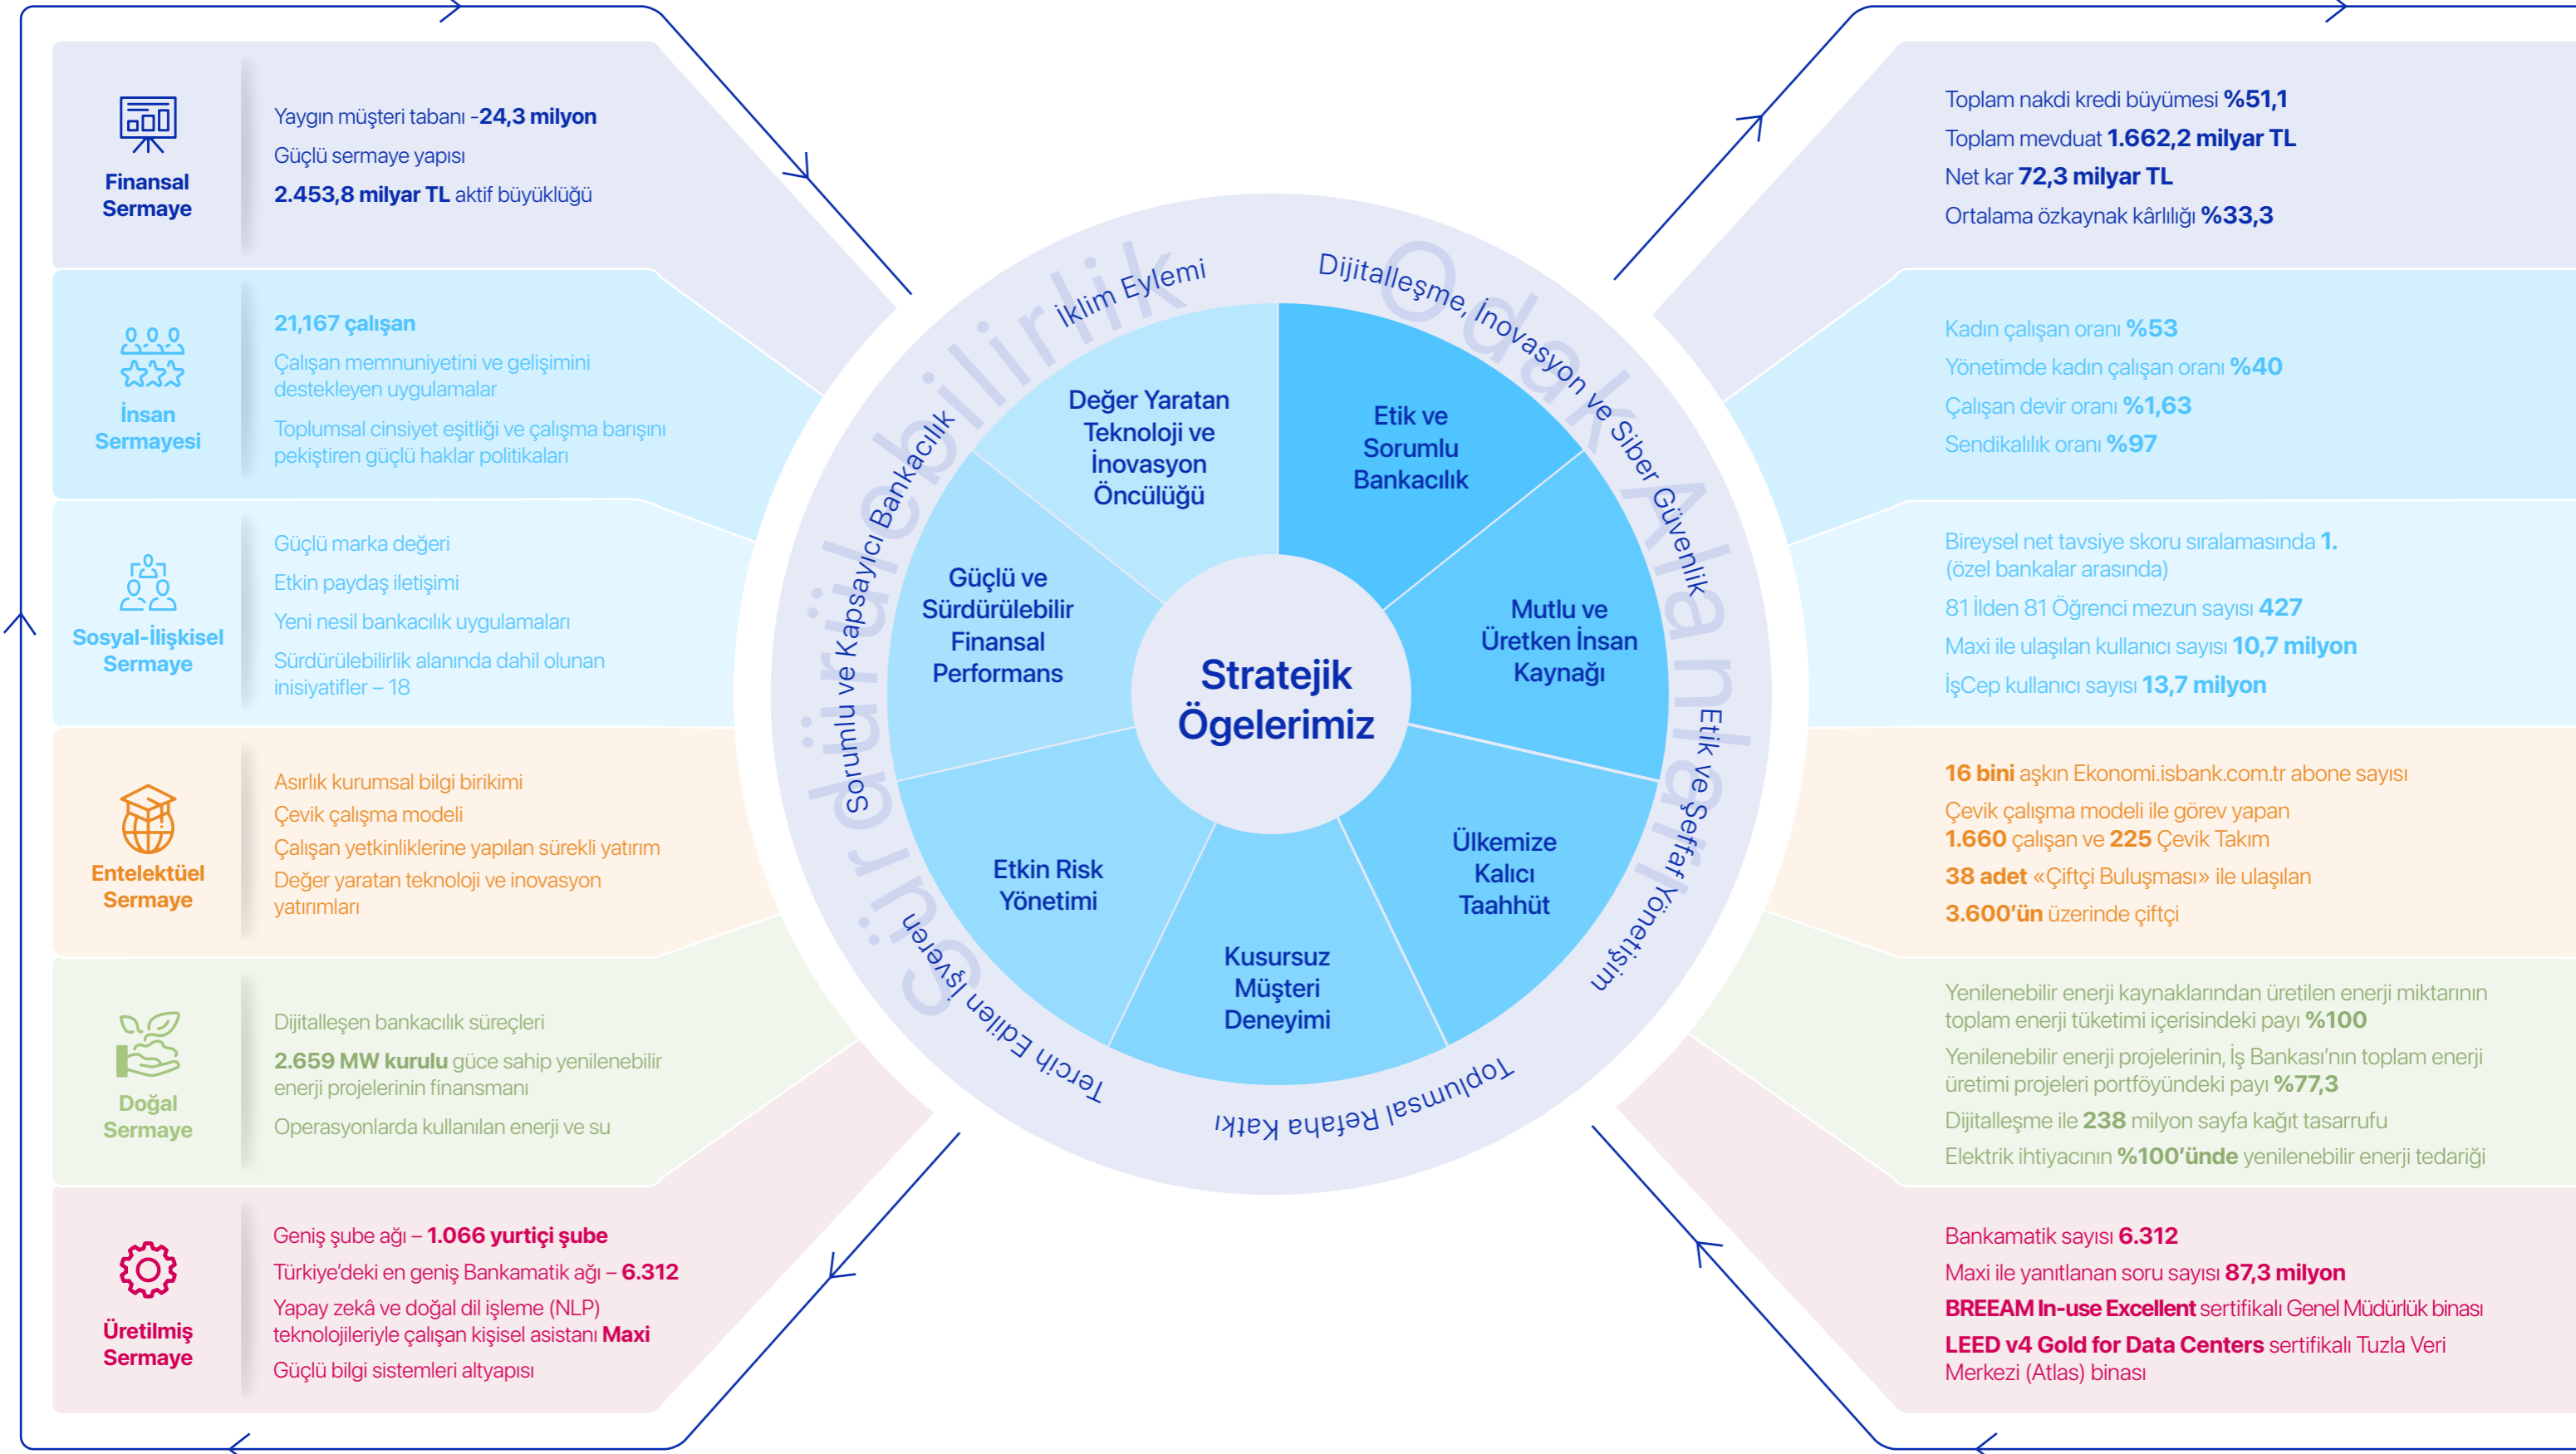 Finansal
Sermaye
Yaygın müşteri tabanı -24,3 milyon
Güçlü sermaye yapısı
2.453,8 milyar TL aktif büyüklüğü
İnsan
Sermayesi
21,167 çalışan
Çalışan memnuniyetini ve gelişimini
destekleyen uygulamalar
Toplumsal cinsiyet eşitliği ve çalışma barışını
pekiştiren güçlü haklar politikaları
Sosyal-İlişkisel
Sermaye
Güçlü marka değeri
Etkin paydaş iletişimi
Yeni nesil bankacılık uygulamaları
Sürdürülebilirlik alanında dahil olunan
inisiyatifler – 18
Entelektüel
Sermaye
Asırlık kurumsal bilgi birikimi
Çevik çalışma modeli
Çalışan yetkinliklerine yapılan sürekli yatırım
Değer yaratan teknoloji ve inovasyon
yatırımları
Doğal
Sermaye
Dijitalleşen bankacılık süreçleri
2.659 MW kurulu güce sahip yenilenebilir
enerji projelerinin finansmanı
Operasyonlarda kullanılan enerji ve su
Üretilmiş
Sermaye
Geniş şube ağı – 1.066 yurtiçi şube
Türkiye’deki en geniş Bankamatik ağı – 6.312
Yapay zekâ ve doğal dil işleme (NLP)
teknolojileriyle çalışan kişisel asistanı Maxi
Güçlü bilgi sistemleri altyapısı
Sürdürülebilirlik Odak Alanları
İklim Eylemi
Dijitalleşme, İnovasyon ve Siber Güvenlik
Etik ve Şeffaf Yönetişim
Toplumsal Refaha Katkı
Tercih Edilen İşveren
Sorumlu ve Kapsayıcı Bankacılık
Stratejik
Ögelerimiz
Etik ve
Sorumlu
Bankacılık
Mutlu ve
Üretken İnsan
Kaynağı
Ülkemize
Kalıcı
Taahhüt
Kusursuz
Müşteri
Deneyimi
Etkin Risk
Yönetimi
Güçlü ve
Sürdürülebilir
Finansal
Performans
Değer Yaratan
Teknoloji ve
İnovasyon
Öncülüğü
Toplam nakdi kredi büyümesi %51,1
Toplam mevduat 1.662,2 milyar TL
Net kar 72,3 milyar TL
Ortalama özkaynak kârlılığı %33,3
Kadın çalışan oranı %53
Yönetimde kadın çalışan oranı %40
Çalışan devir oranı %1,63
Sendikalılık oranı %97
Bireysel net tavsiye skoru sıralamasında 1.
(özel bankalar arasında)
81 İlden 81 Öğrenci mezun sayısı 427
Maxi ile ulaşılan kullanıcı sayısı 10,7 milyon
İşCep kullanıcı sayısı 13,7 milyon
16 bini aşkın Ekonomi.isbank.com.tr abone sayısı
Çevik çalışma modeli ile görev yapan
1.660 çalışan ve 225 Çevik Takım
38 adet «Çiftçi Buluşması» ile ulaşılan
3.600’ün üzerinde çiftçi
Yenilenebilir enerji kaynaklarından üretilen enerji miktarının
toplam enerji tüketimi içerisindeki payı %100
Yenilenebilir enerji projelerinin, İş Bankası’nın toplam enerji
üretimi projeleri portföyündeki payı %77,3
Dijitalleşme ile 238 milyon sayfa kağıt tasarrufu
Elektrik ihtiyacının %100’ünde yenilenebilir enerji tedariği
Bankamatik sayısı 6.312
Maxi ile yanıtlanan soru sayısı 87,3 milyon
BREEAM In-use Excellent sertifikalı Genel Müdürlük binası
LEED v4 Gold for Data Centers sertifikalı Tuzla Veri
Merkezi (Atlas) binası